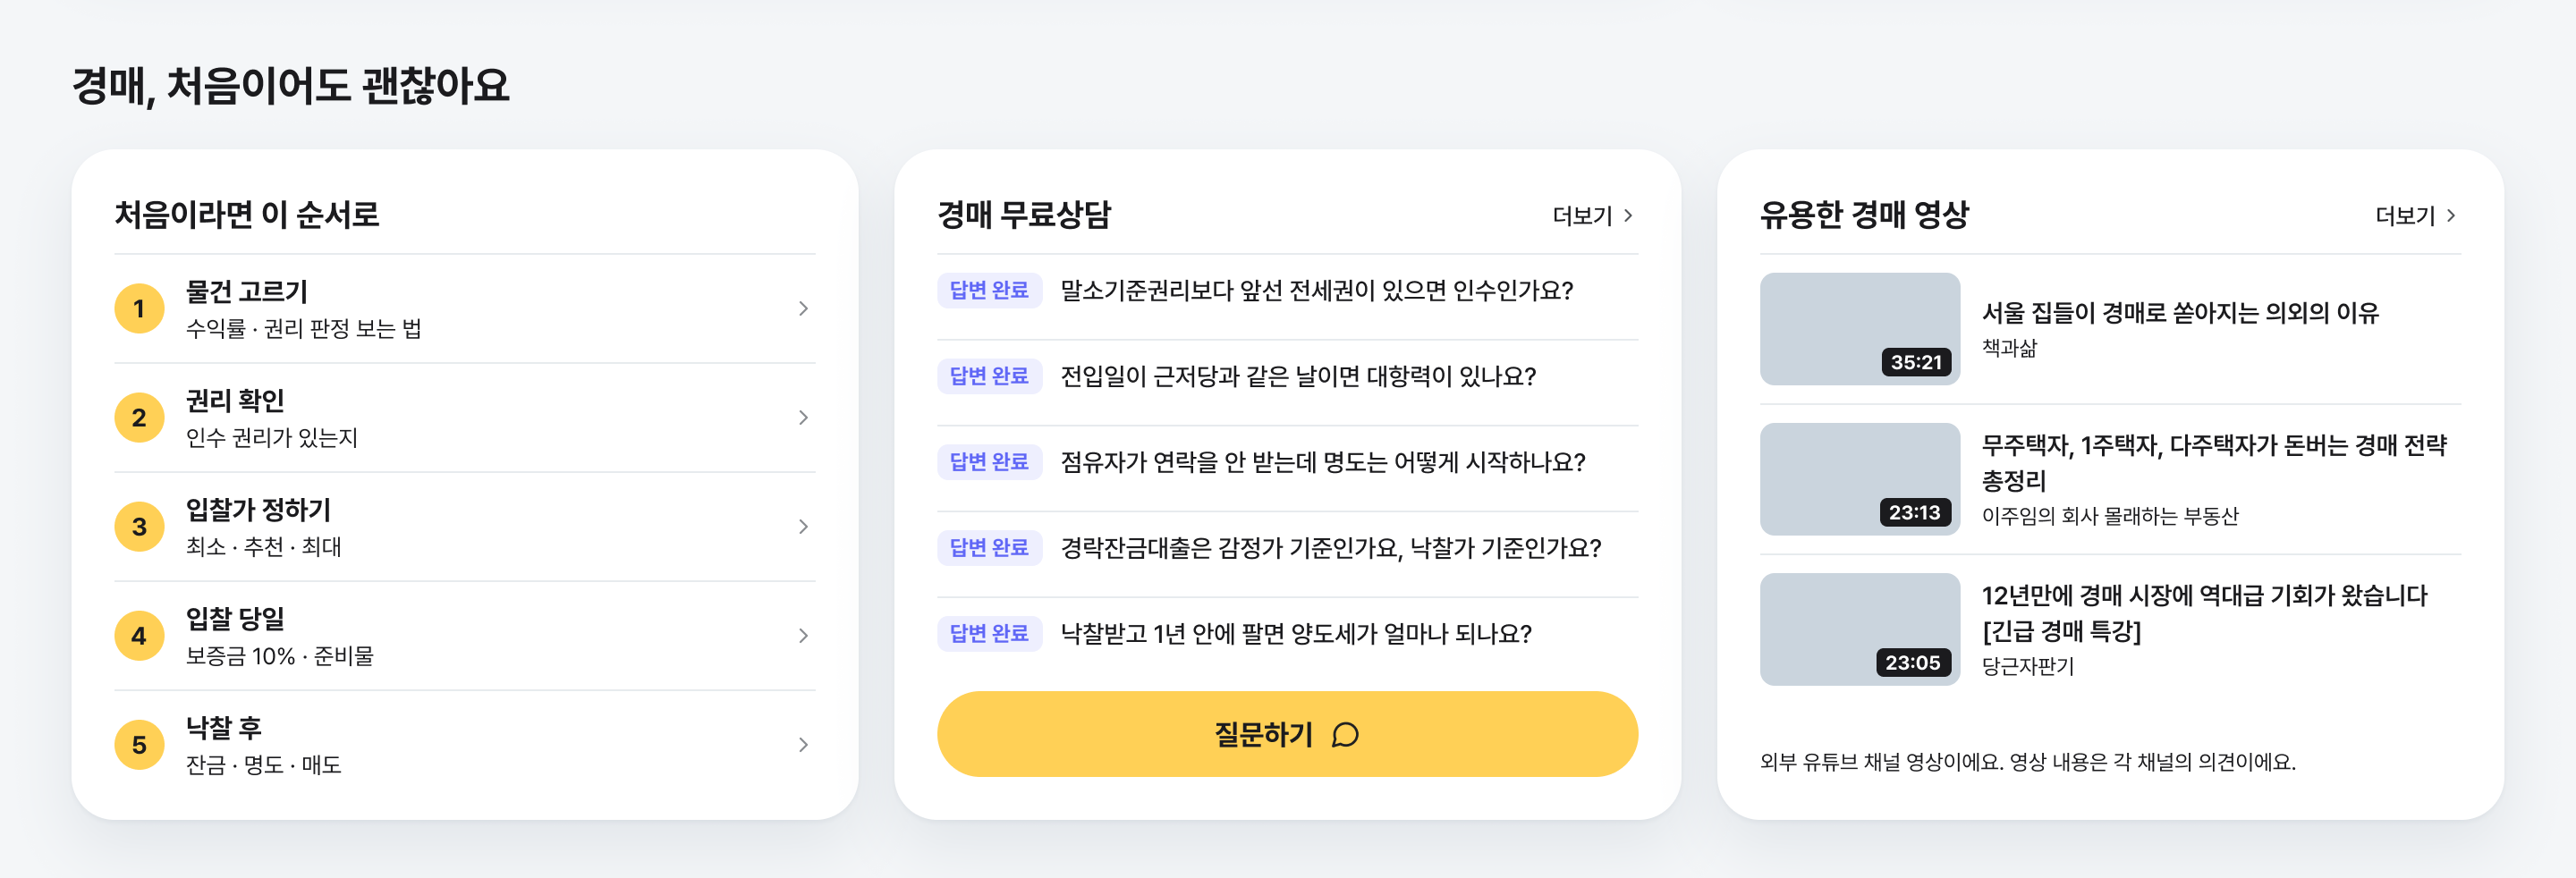 경매, 처음이어도 괜찮아요
처음이라면 이 순서로
1
물건 고르기
수익률 · 권리 판정 보는 법
2
권리 확인
인수 권리가 있는지
3
입찰가 정하기
최소 · 추천 · 최대
4
입찰 당일
보증금 10% · 준비물
5
낙찰 후
잔금 · 명도 · 매도
경매 무료상담
더보기
답변 완료 말소기준권리보다 앞선 전세권이 있으면 인수인가요?
답변 완료 전입일이 근저당과 같은 날이면 대항력이 있나요?
답변 완료 점유자가 연락을 안 받는데 명도는 어떻게 시작하나요?
답변 완료 경락잔금대출은 감정가 기준인가요, 낙찰가 기준인가요?
답변 완료 낙찰받고 1년 안에 팔면 양도세가 얼마나 되나요?
질문하기
유용한 경매 영상
더보기
35:21
서울 집들이 경매로 쏟아지는 의외의 이유
책과삶
23:13
무주택자, 1주택자, 다주택자가 돈버는 경매 전략
총정리
이주임의 회사 몰래하는 부동산
23:05
12년만에 경매 시장에 역대급 기회가 왔습니다
[긴급 경매 특강]
당근자판기
외부 유튜브 채널 영상이에요. 영상 내용은 각 채널의 의견이에요.